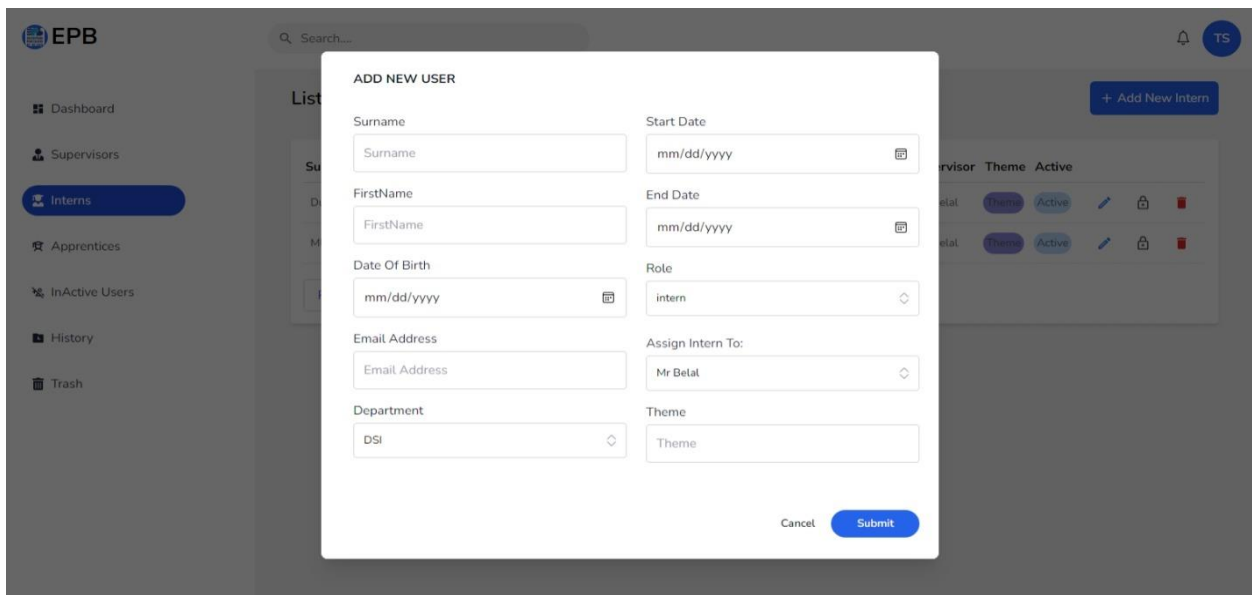 EPB
Search....
TS
Dashboard
Supervisors
Interns
Apprentices
InActive Users
History
Trash
List
+ Add New Intern
Theme Active
Theme Active
Theme Active
ADD NEW USER
Surname
Surname
FirstName
FirstName
Date Of Birth
mm/dd/yyyy
Email Address
Email Address
Department
DSI
Start Date
mm/dd/yyyy
End Date
mm/dd/yyyy
Role
intern
Assign Intern To:
Mr Belal
Theme
Theme
Cancel
Submit